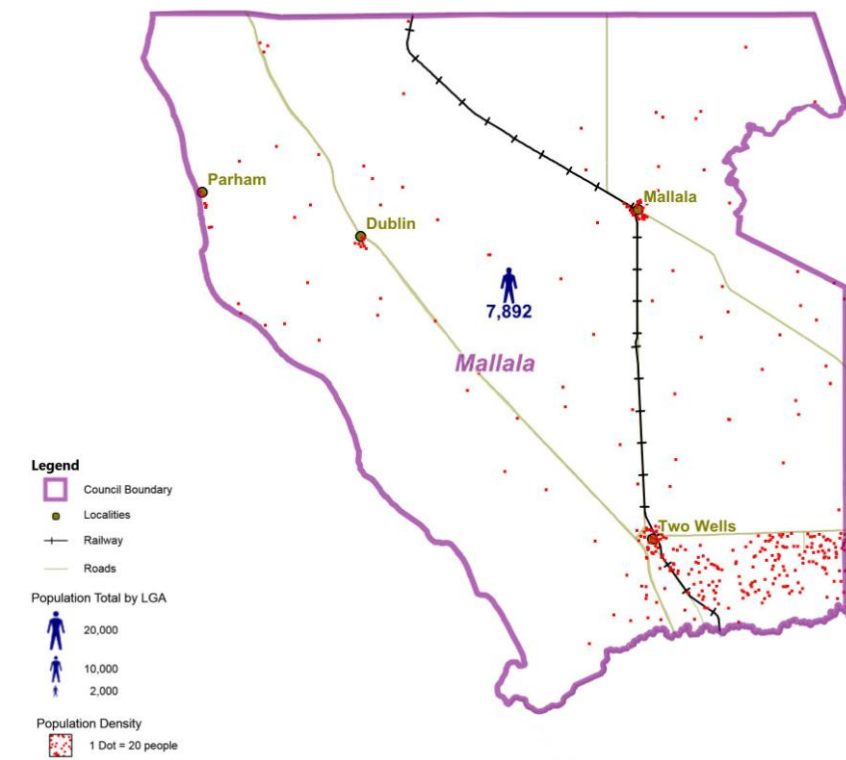 Parham
Mallala
Dublin
7,892
Mallala
Two Wells
Legend
Council Boundary
Localities
Railway
Roads
Population Total by LGA
20,000
10,000
2,000
Population Density
1 Dot = 20 people